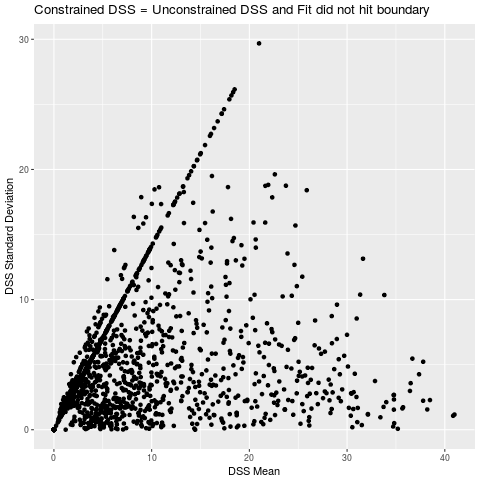 Constrained DSS = Unconstrained DSS and Fit did not hit boundary
30
20
10
0
DSS Standard Deviation
0 10 20 30 40
DSS Mean